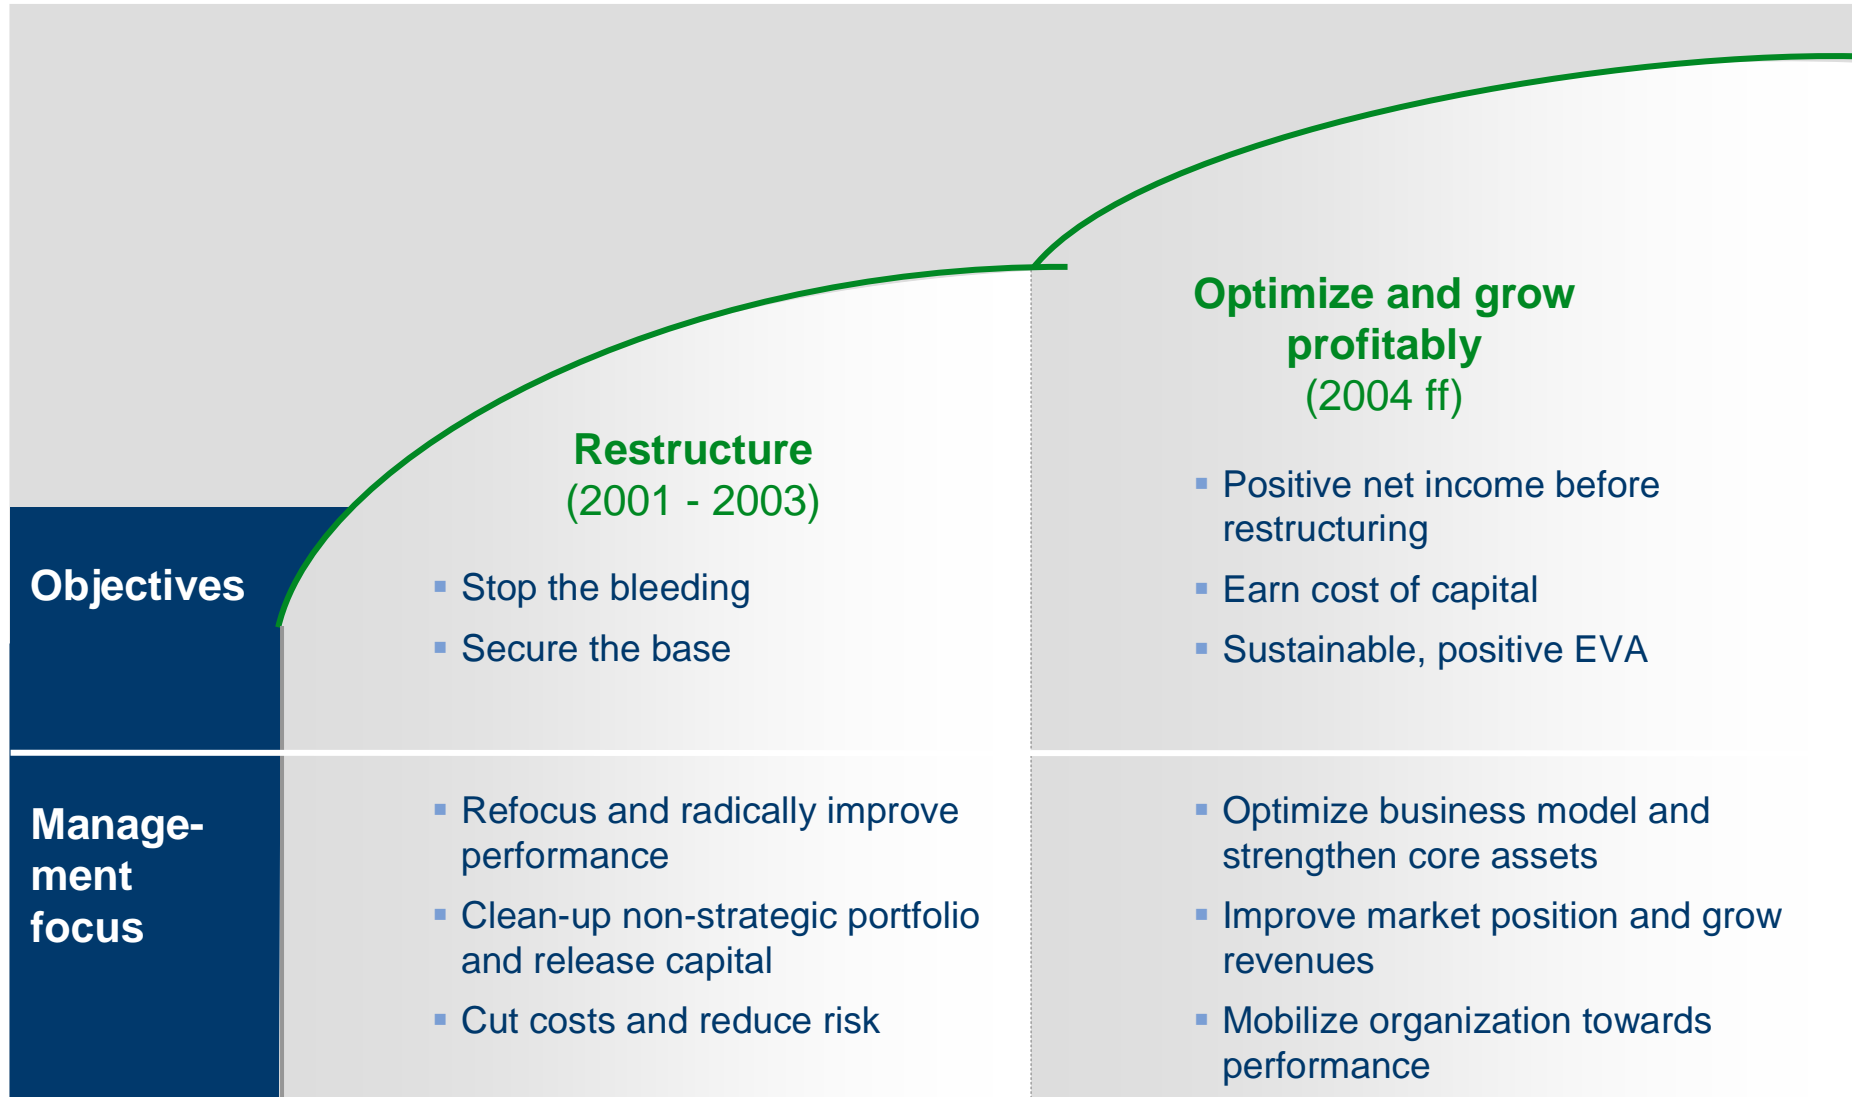 Optimize and grow
profitably
(2004 ff)
Restructure
(2001 - 2003)
Objectives
▪ Stop the bleeding
▪ Secure the base
▪ Positive net income before
restructuring
▪ Earn cost of capital
▪ Sustainable, positive EVA
Manage-
ment
focus
▪ Refocus and radically improve
performance
▪ Clean-up non-strategic portfolio
and release capital
▪ Cut costs and reduce risk
▪ Optimize business model and
strengthen core assets
▪ Improve market position and grow
revenues
▪ Mobilize organization towards
performance